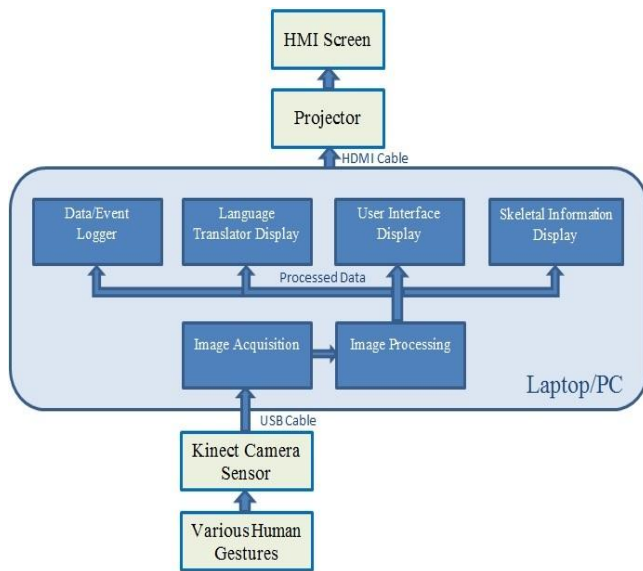 HMI Screen
Projector
HDMI Cable
Data/Event
Logger
Language
Translator Display
User Interface
Display
Skeletal Information
Display
Processed Data
Image Acquisition
Image Processing
Laptop/PC
USB Cable
Kinect Camera
Sensor
Various Human
Gestures